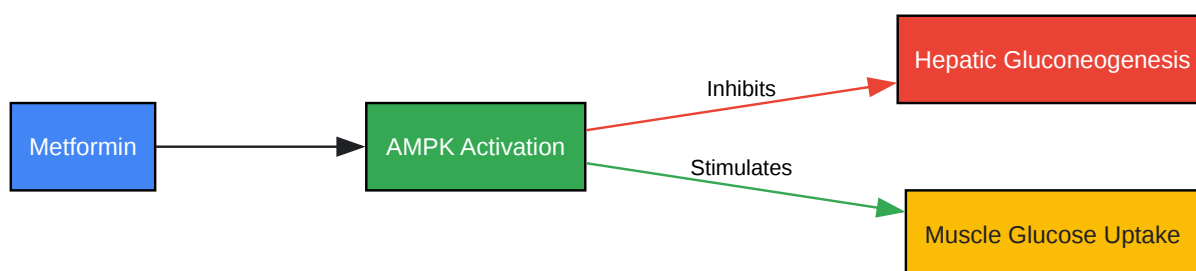 Metformin
AMPK Activation
Inhibits
Stimulates
Hepatic Gluconeogenesis
Muscle Glucose Uptake